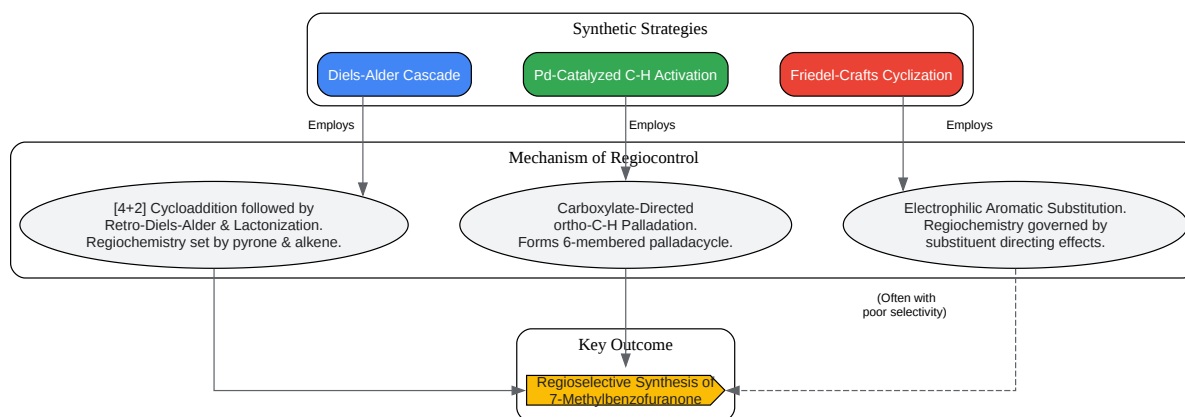 Synthetic Strategies
Diels-Alder Cascade
Pd-Catalyzed C-H Activation
Friedel-Crafts Cyclization
Employs
Employs
Employs
Mechanism of Regiocontrol
[4+2] Cycloaddition followed by
Retro-Diels-Alder & Lactonization.
Regiochemistry set by pyrone & alkene.
Carboxylate-Directed
ortho-C-H Palladation.
Forms 6-membered palladacycle.
Electrophilic Aromatic Substitution.
Regiochemistry governed by
substituent directing effects.
(Often with
poor selectivity)
Key Outcome
Regioselective Synthesis of
7-Methylbenzofuranone